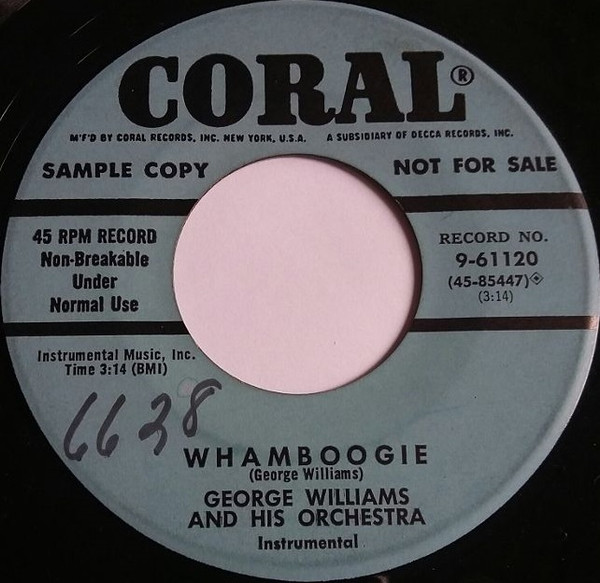 CORAL®
M'F'D BY CORAL RECORDS, INC. NEW YORK, U.S.A. A SUBSIDIARY OF DECCA RECORDS, INC.
SAMPLE COPY
NOT FOR SALE
45 RPM RECORD
Non-Breakable
Under
Normal Use
RECORD NO.
9-61120
(45-85447)
(3:14)
Instrumental Music, Inc.
Time 3:14 (BMI)
6638
WHAMBOOGIE
(George Williams)
GEORGE WILLIAMS
AND HIS ORCHESTRA
Instrumental